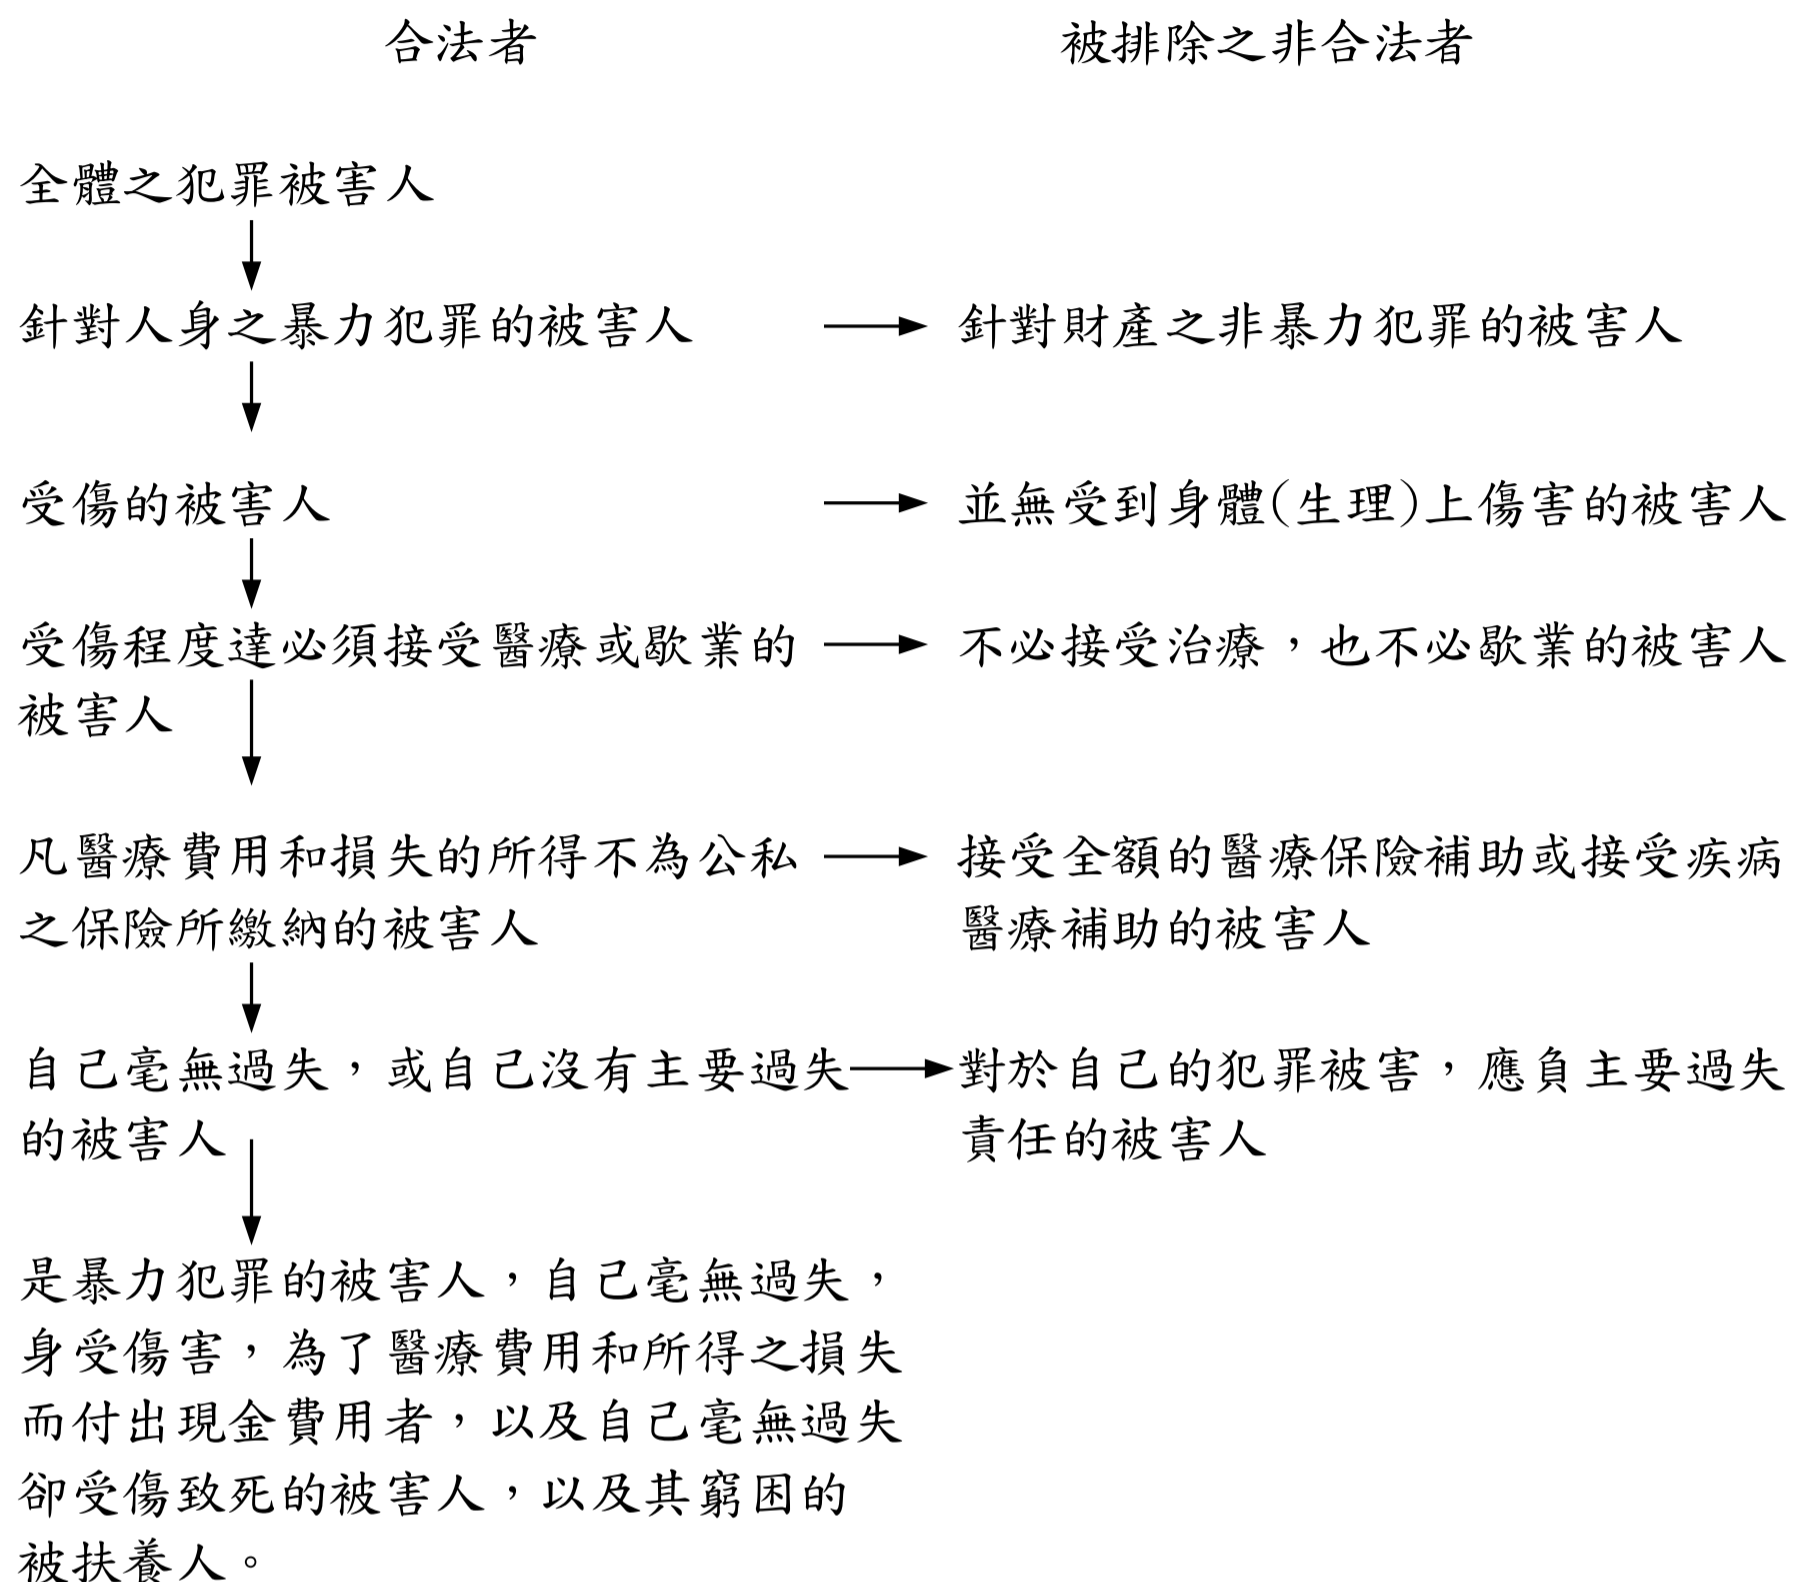 合法者 被排除之非合法者
全體之犯罪被害人
針對人身之暴力犯罪的被害人 針對財產之非暴力犯罪的被害人
受傷的被害人 並無受到身體(生理)上傷害的被害人
受傷程度達必須接受醫療或歇業的 不必接受治療，也不必歇業的被害人
被害人
凡醫療費用和損失的所得不為公私 接受全額的醫療保險補助或接受疾病
之保險所繳納的被害人 醫療補助的被害人
自己毫無過失，或自己沒有主要過失 對於自己的犯罪被害，應負主要過失
的被害人 責任的被害人
是暴力犯罪的被害人，自己毫無過失，
身受傷害，為了醫療費用和所得之損失
而付出現金費用者，以及自己毫無過失
卻受傷致死的被害人，以及其窮困的
被扶養人。